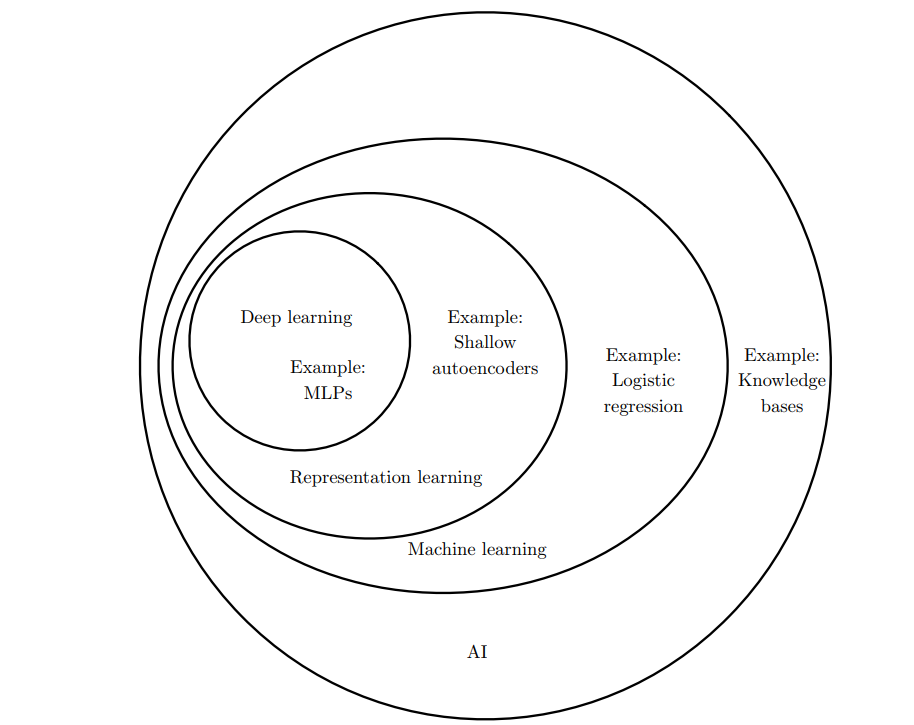 Deep learning
Example:
MLPs
Example:
Shallow
autoencoders
Example:
Logistic
regression
Example:
Knowledge
bases
Representation learning
Machine learning
AI